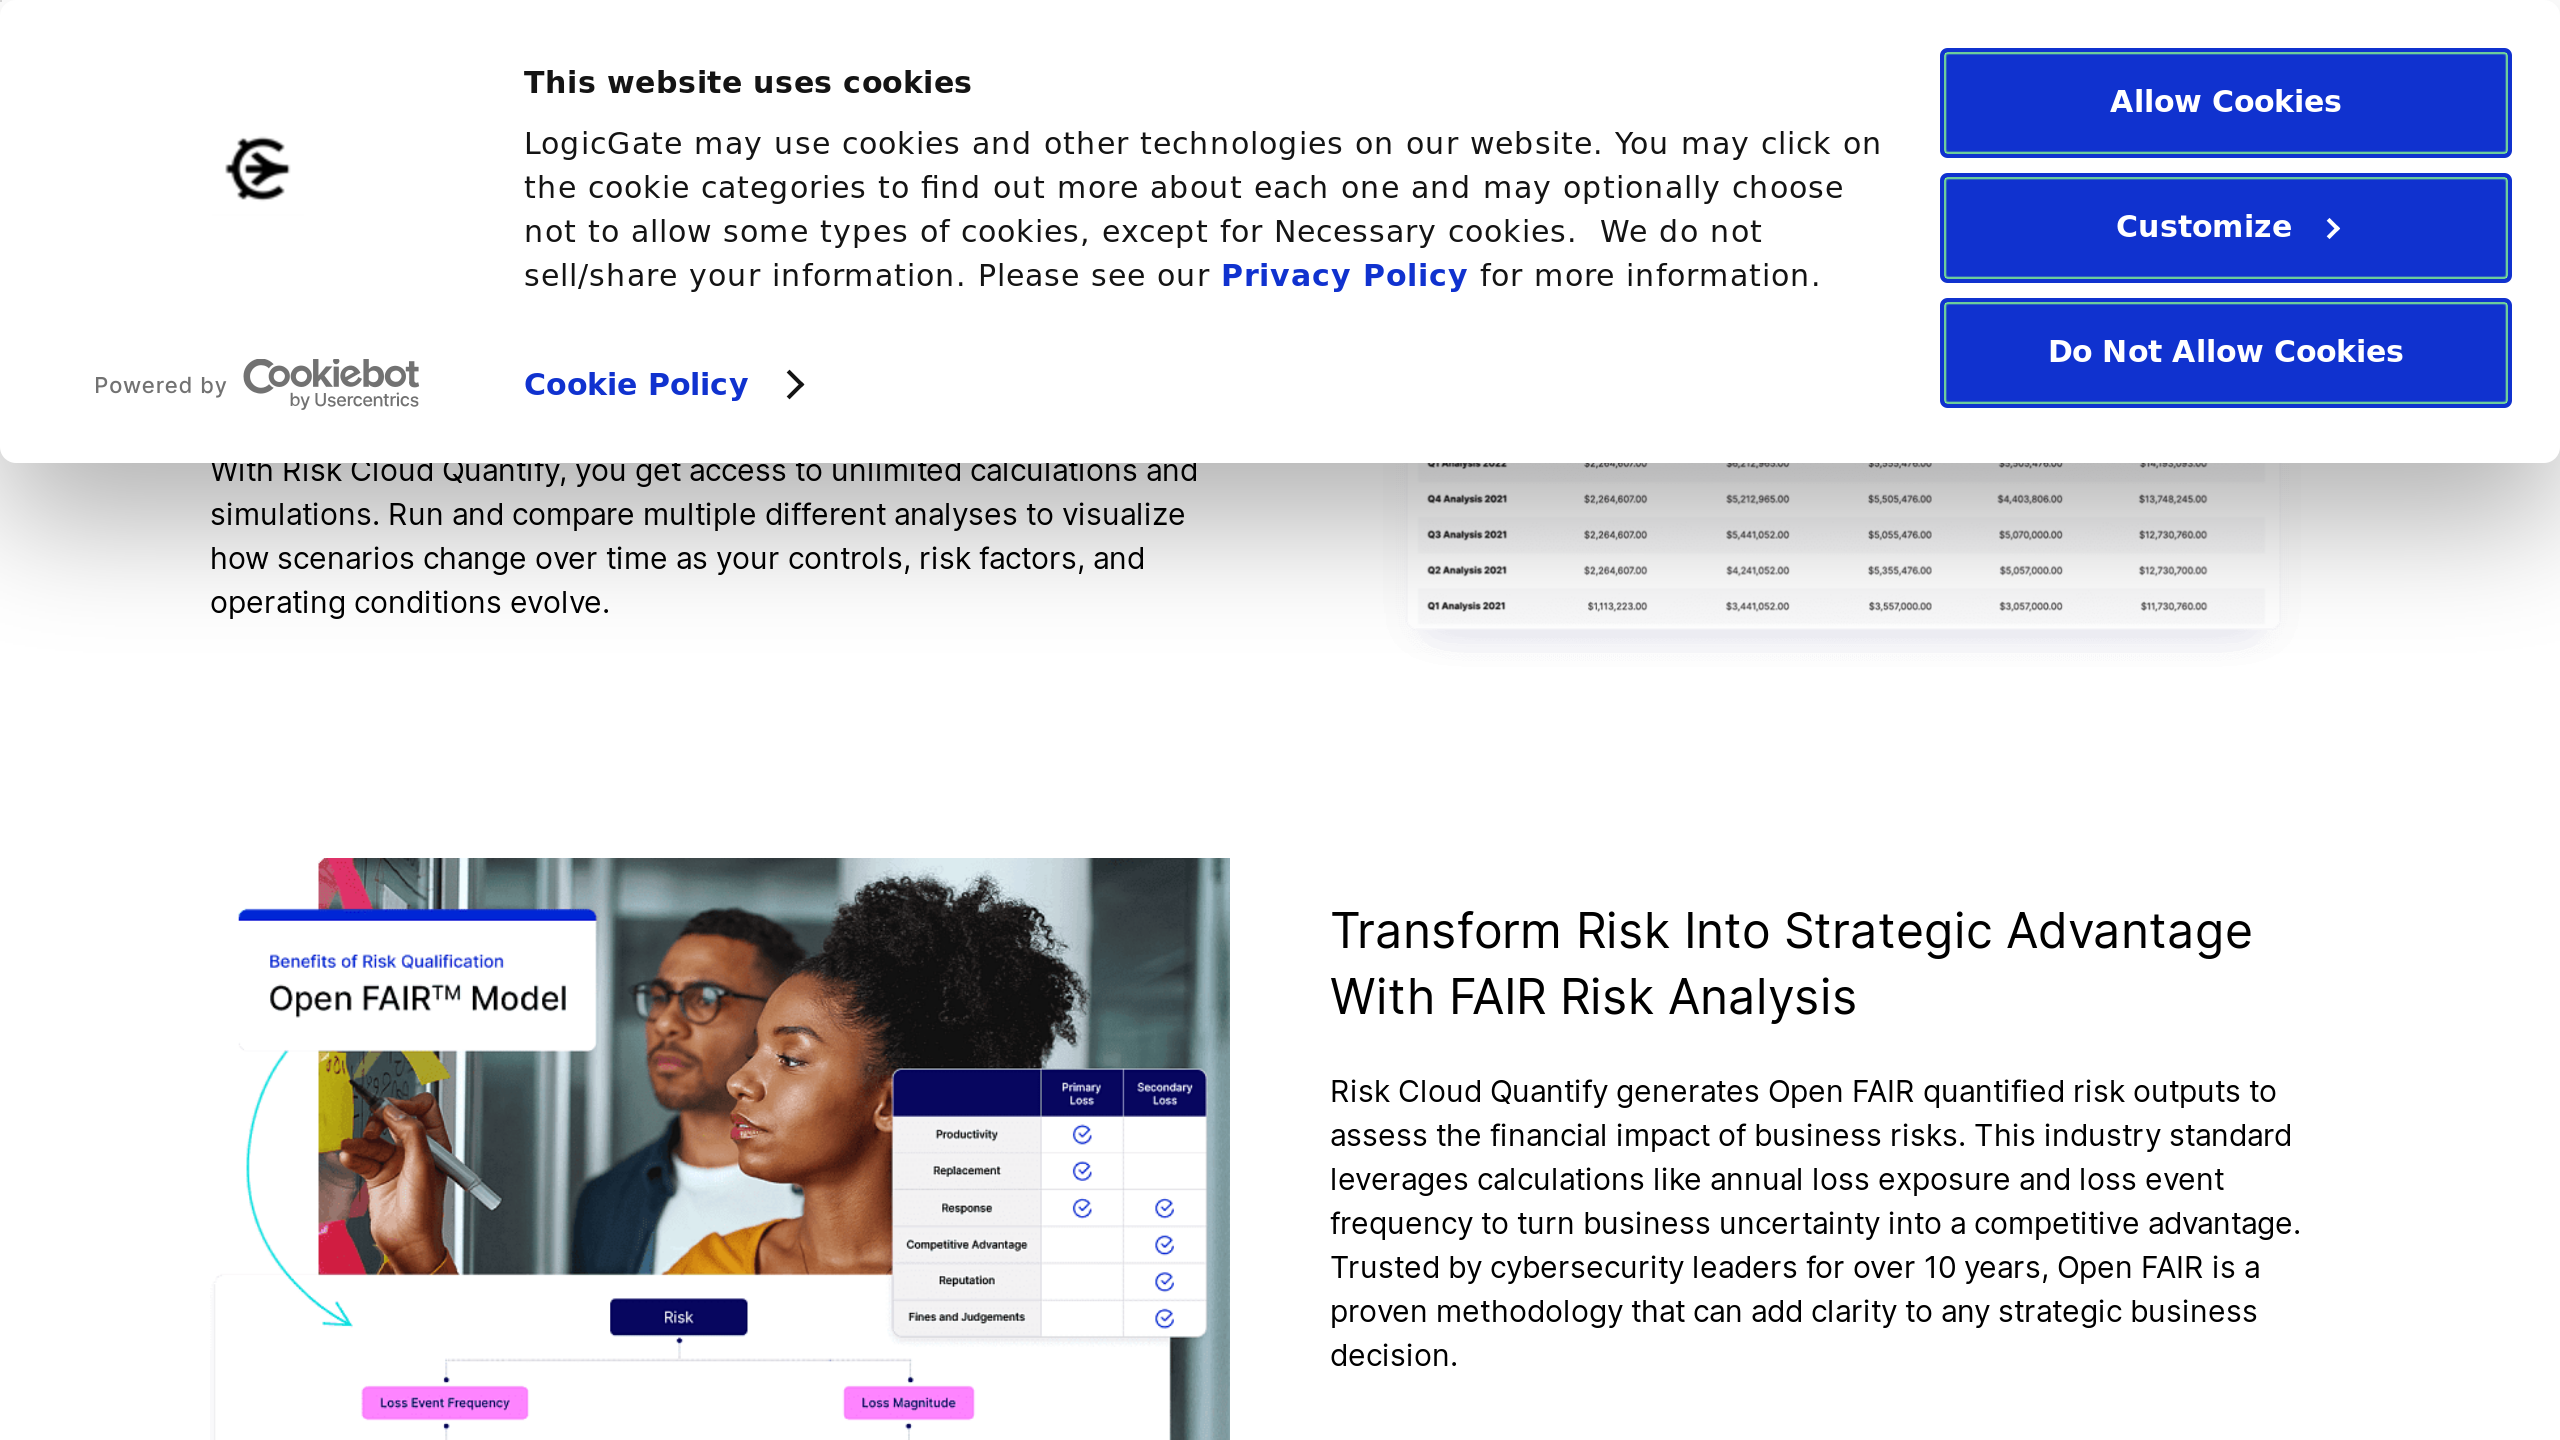 This website uses cookies
LogicGate may use cookies and other technologies on our website. You may click on
the cookie categories to find out more about each one and may optionally choose
not to allow some types of cookies, except for Necessary cookies.  We do not
sell/share your information. Please see our Privacy Policy for more information.
Powered by Cookiebot
by Usercentrics
Cookie Policy
Allow Cookies
Customize
Do Not Allow Cookies
With Risk Cloud Quantify, you get access to unlimited calculations and
simulations. Run and compare multiple different analyses to visualize
how scenarios change over time as your controls, risk factors, and
operating conditions evolve.
Q4 Analysis 2021 $2,264,607.00 $5,212,965.00 $5,505,476.00 $4,403,806.00 $13,748,245.00
Q3 Analysis 2021 $2,264,607.00 $5,441,052.00 $5,055,476.00 $5,070,000.00 $12,730,760.00
Q2 Analysis 2021 $2,264,607.00 $4,241,052.00 $5,355,476.00 $5,057,000.00 $12,730,700.00
Q1 Analysis 2021 $1,113,223.00 $3,441,052.00 $3,557,000.00 $3,057,000.00 $11,730,760.00
Benefits of Risk Qualification
Open FAIR™ Model
Primary Loss Secondary Loss
Productivity
Replacement
Response
Competitive Advantage
Reputation
Fines and Judgements
Risk
Loss Event Frequency
Loss Magnitude
Transform Risk Into Strategic Advantage
With FAIR Risk Analysis
Risk Cloud Quantify generates Open FAIR quantified risk outputs to
assess the financial impact of business risks. This industry standard
leverages calculations like annual loss exposure and loss event
frequency to turn business uncertainty into a competitive advantage.
Trusted by cybersecurity leaders for over 10 years, Open FAIR is a
proven methodology that can add clarity to any strategic business
decision.